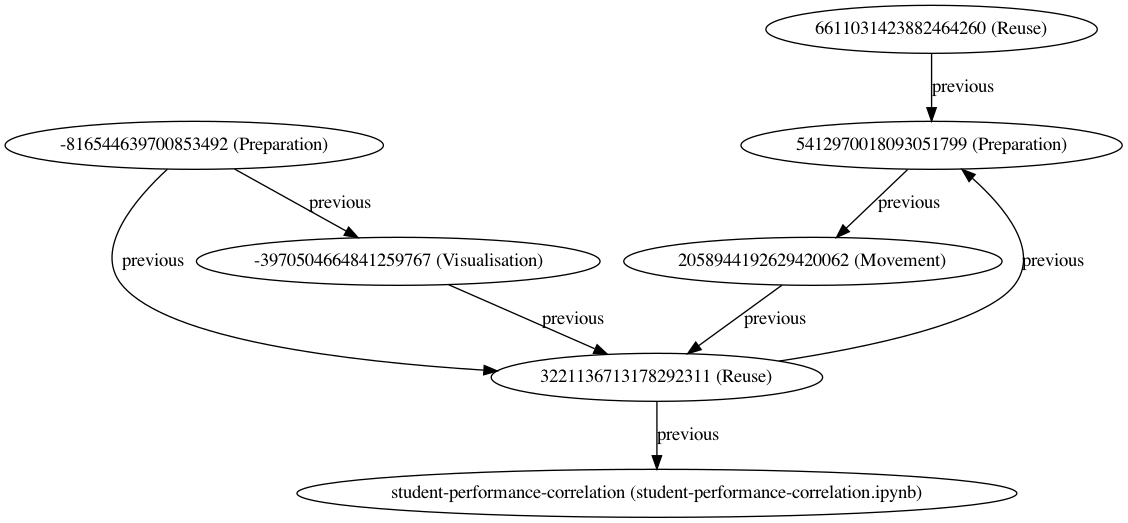 6611031423882464260 (Reuse)
previous
-816544639700853492 (Preparation)
5412970018093051799 (Preparation)
previous
previous
previous
-3970504664841259767 (Visualisation)
2058944192629420062 (Movement)
previous
previous
previous
3221136713178292311 (Reuse)
previous
student-performance-correlation (student-performance-correlation.ipynb)